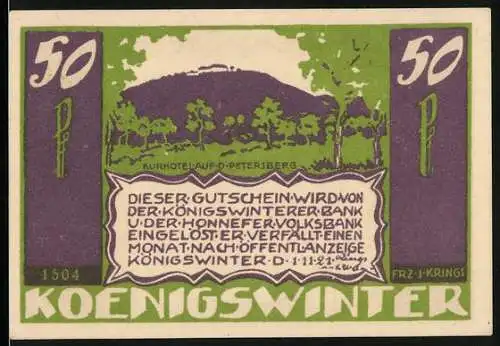 50 50
Pf Pf
KURHOTEL·AUF·D·PETERSBERG
DIESER·GUTSCHEIN·WIRD·VON
DER·KÖNIGSWINTERER·BANK
U·DER·HONNEFER·VOLKSBANK
EINGELÖST·ER·VERFÄLLT·EINEN
MONAT·NACH·ÖFFENTL·ANZEIGE
KÖNIGSWINTER·D·1·11·21·
1504 FRZ·J·KRINGS
KOENIGSWINTER